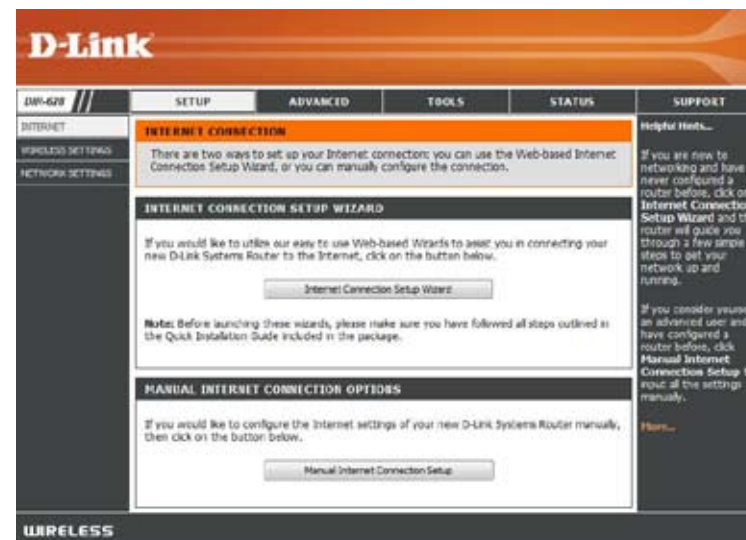 D-Link
DIR-628
SETUP
ADVANCED
TOOLS
STATUS
SUPPORT
INTERNET
WIRELESS SETTINGS
NETWORK SETTINGS
INTERNET CONNECTION
There are two ways to set up your Internet connection: you can use the Web-based Internet
Connection Setup Wizard, or you can manually configure the connection.
INTERNET CONNECTION SETUP WIZARD
If you would like to utilize our easy to use Web-based Wizards to assist you in connecting your
new D-Link Systems Router to the Internet, click on the button below.
Internet Connection Setup Wizard
Note: Before launching these wizards, please make sure you have followed all steps outlined in
the Quick Installation Guide included in the package.
MANUAL INTERNET CONNECTION OPTIONS
If you would like to configure the Internet settings of your new D-Link Systems Router manually,
then click on the button below.
Manual Internet Connection Setup
Helpful Hints...
If you are new to
networking and have
never configured a
router before, click on
Internet Connectio
Setup Wizard and th
router will guide you
through a few simple
steps to get your
network up and
running.
If you consider yourse
an advanced user and
have configured a
router before, click
Manual Internet
Connection Setup t
input all the settings
manually.
More...
WIRELESS